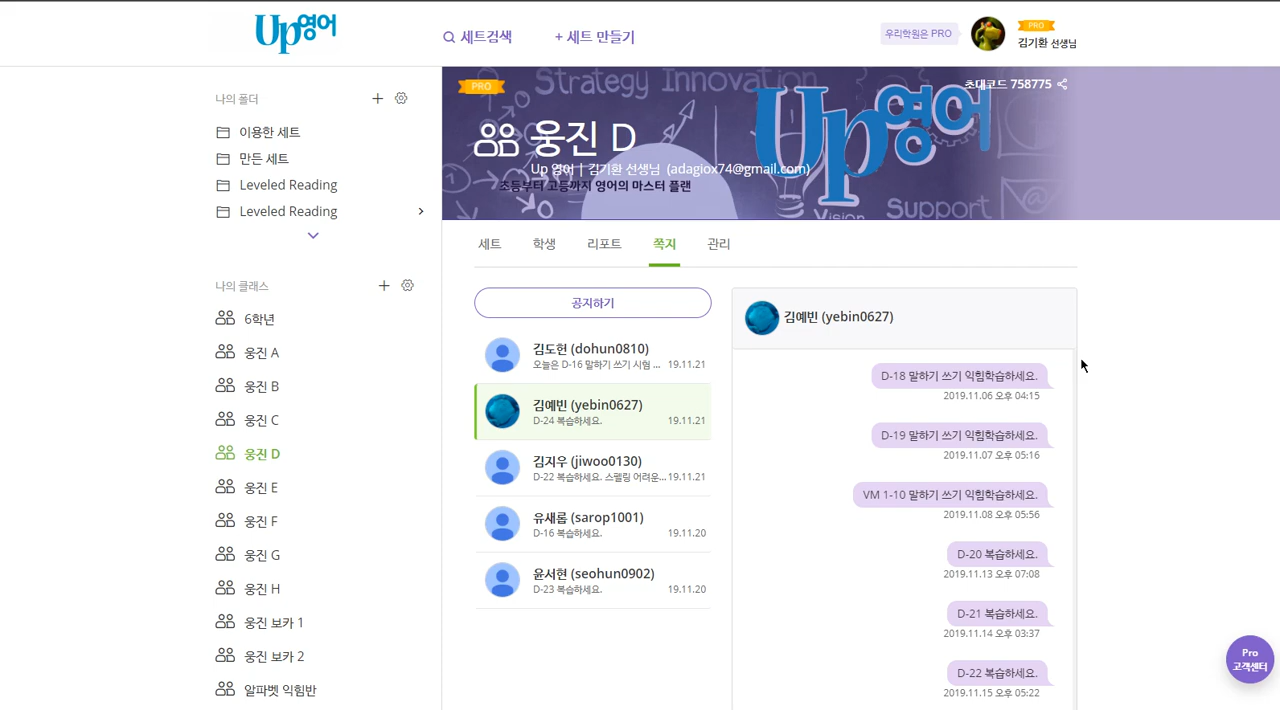 Up영어
세트검색
+ 세트 만들기
우리학원은 PRO
PRO
김기환 선생님
나의 폴더
이용한 세트
만든 세트
Leveled Reading
Leveled Reading
나의 클래스
6학년
웅진 A
웅진 B
웅진 C
웅진 D
웅진 E
웅진 F
웅진 G
웅진 H
웅진 보카 1
웅진 보카 2
알파벳 익힘반
PRO
Strategy Innovation
초대코드 758775
웅진 D
Up영어
Up 영어 | 김기환 선생님 (adagiox74@gmail.com)
초등부터 고등까지 영어의 마스터 플랜
Vision
Support
세트
학생
리포트
쪽지
관리
공지하기
김도현 (dohun0810)
오늘은 D-16 말하기 쓰기 시험 ... 19.11.21
김예빈 (yebin0627)
D-24 복습하세요. 19.11.21
김지우 (jiwoo0130)
D-22 복습하세요. 스펠링 어려운... 19.11.21
유새롬 (sarop1001)
D-16 복습하세요. 19.11.20
윤서현 (seohun0902)
D-23 복습하세요. 19.11.20
김예빈 (yebin0627)
D-18 말하기 쓰기 익힘학습하세요.
2019.11.06 오후 04:15
D-19 말하기 쓰기 익힘학습하세요.
2019.11.07 오후 05:16
VM 1-10 말하기 쓰기 익힘학습하세요.
2019.11.08 오후 05:56
D-20 복습하세요.
2019.11.13 오후 07:08
D-21 복습하세요.
2019.11.14 오후 03:37
D-22 복습하세요.
2019.11.15 오후 05:22
Pro
고객센터